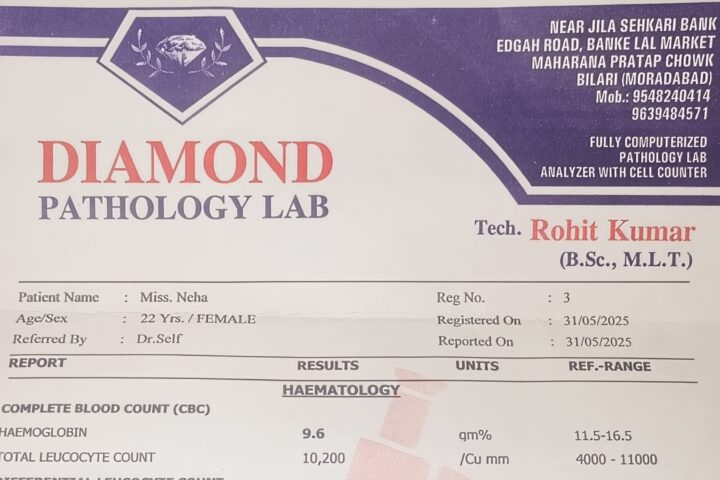 NEAR JILA SEHKARI BANK
EDGAH ROAD, BANKE LAL MARKET
MAHARANA PRATAP CHOWK
BILARI (MORADABAD)
Mob.: 9548240414
9639484571
FULLY COMPUTERIZED
PATHOLOGY LAB
ANALYZER WITH CELL COUNTER
DIAMOND
PATHOLOGY LAB
Tech. Rohit Kumar
(B.Sc., M.L.T.)
Patient Name : Miss. Neha Reg No. : 3
Age/Sex : 22 Yrs. / FEMALE Registered On : 31/05/2025
Referred By : Dr.Self Reported On : 31/05/2025
REPORT RESULTS UNITS REF.-RANGE
HAEMATOLOGY
COMPLETE BLOOD COUNT (CBC)
HAEMOGLOBIN 9.6 gm% 11.5-16.5
TOTAL LEUCOCYTE COUNT 10,200 /Cu mm 4000 - 11000
DIFFERENTIAL LEUCOCYTE COUNT